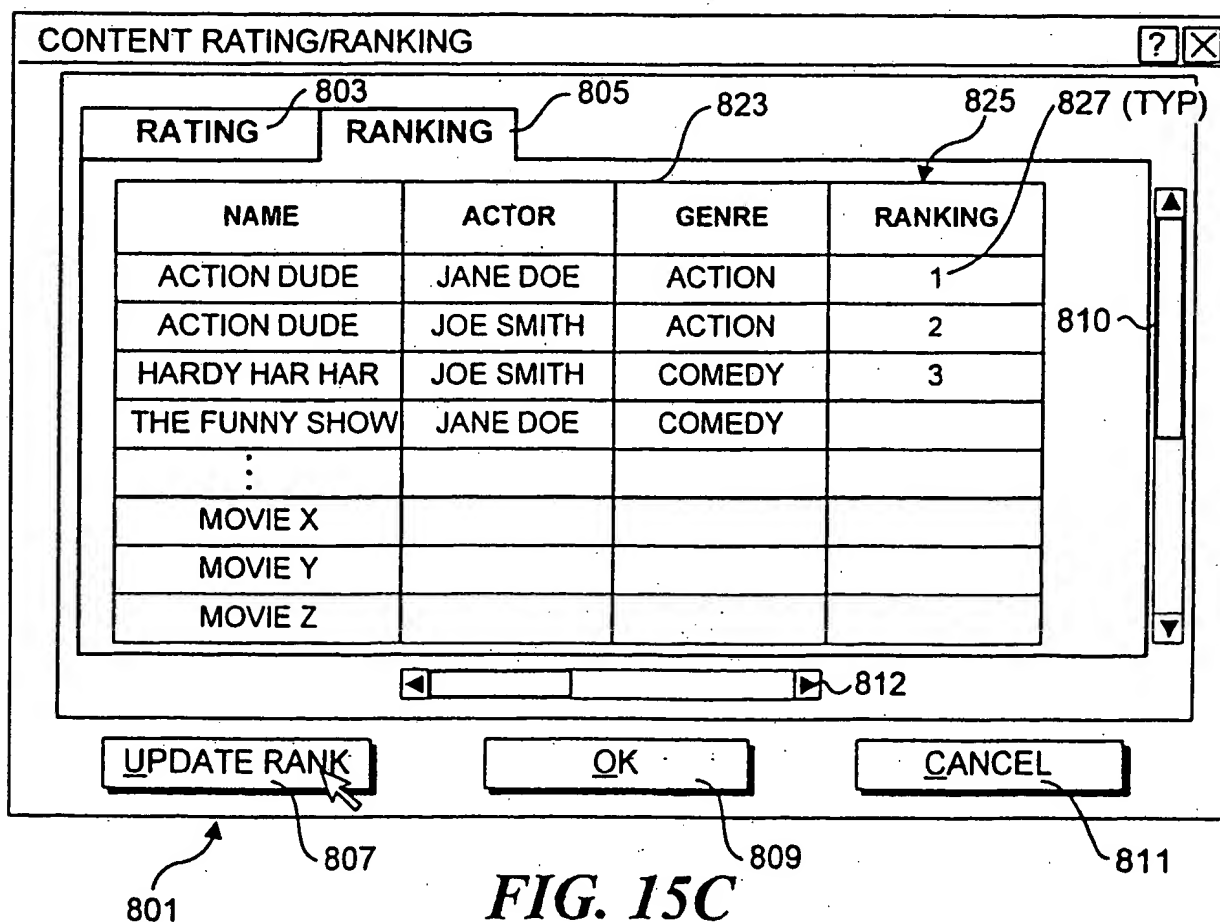 CONTENT RATING/RANKING ? X
803 805 823 825 827 (TYP)
RATING RANKING
NAME ACTOR GENRE RANKING
ACTION DUDE JANE DOE ACTION 1
ACTION DUDE JOE SMITH ACTION 2
810
HARDY HAR HAR JOE SMITH COMEDY 3
THE FUNNY SHOW JANE DOE COMEDY
⋮
MOVIE X
MOVIE Y
MOVIE Z
812
UPDATE RANK OK CANCEL
807 809 811
801
FIG. 15C